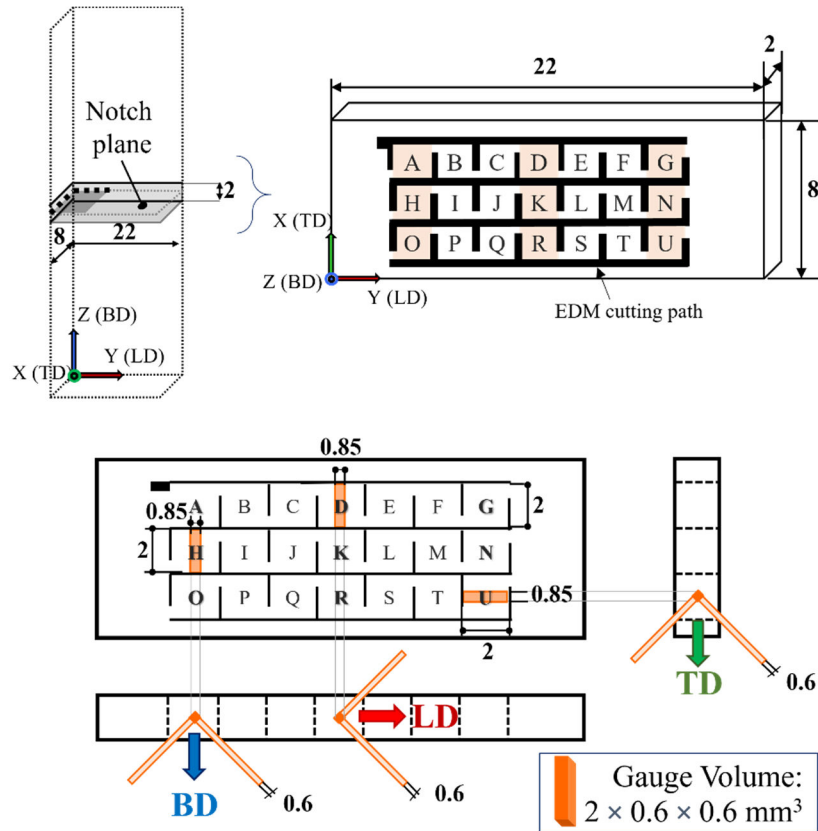 Notch
plane
2
8
22
Z (BD)
Y (LD)
X (TD)
22
2
8
A B C D E F G
H I J K L M N
O P Q R S T U
X (TD)
Z (BD)
Y (LD)
EDM cutting path
0.85
A B C D E F G
2
0.85
2
H I J K L M N
O P Q R S T U
0.85
2
TD
0.6
LD
BD
0.6
0.6
Gauge Volume:
2 × 0.6 × 0.6 mm³